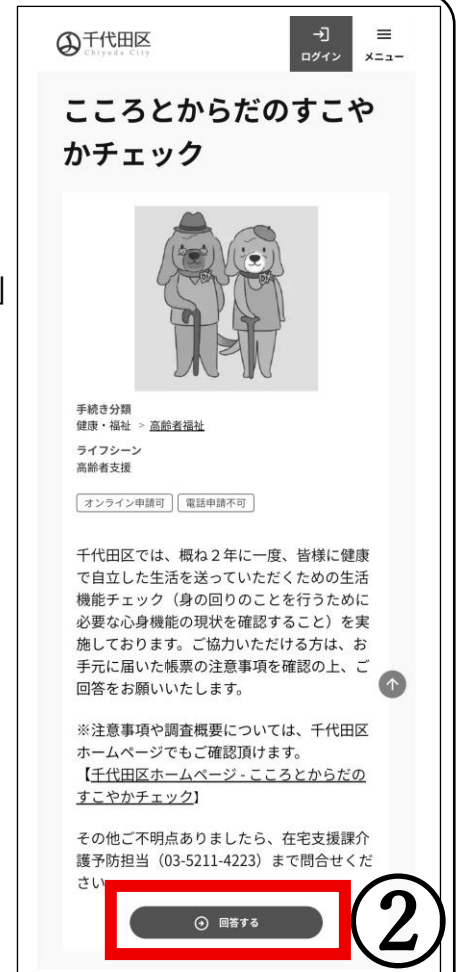 千代田区
Chiyoda City
ログイン
メニュー
こころとからだのすこや
かチェック
」
手続き分類
健康・福祉 > 高齢者福祉
ライフシーン
高齢者支援
オンライン申請可 電話申請不可
千代田区では、概ね２年に一度、皆様に健康
で自立した生活を送っていただくための生活
機能チェック（身の回りのことを行うために
必要な心身機能の現状を確認すること）を実
施しております。ご協力いただける方は、お
手元に届いた帳票の注意事項を確認の上、ご
回答をお願いいたします。
※注意事項や調査概要については、千代田区
ホームページでもご確認頂けます。
【千代田区ホームページ - こころとからだの
すこやかチェック】
その他ご不明点ありましたら、在宅支援課介
護予防担当（03-5211-4223）まで問合せくだ
さい
回答する
②